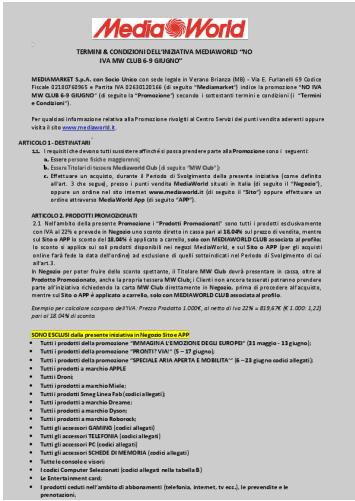 MediaWorld
TERMINI & CONDIZIONI DELL'INIZIATIVA MEDIAWORLD "NO
IVA MW CLUB 6-9 GIUGNO"
MEDIAMARKET S.p.A. con Socio Unico con sede legale in Verano Brianza (MB) - Via E. Furlanelli 69 Codice
Fiscale 02180760965 e Partita IVA 02630120166 (di seguito "Mediamarket") indice la promozione "NO IVA
MW CLUB 6-9 GIUGNO" (di seguito la "Promozione") secondo i sottostanti termini e condizioni (i "Termini
e Condizioni").
Per qualsiasi informazione relativa alla Promozione rivolgiti al Centro Servizi dei punti vendita aderenti oppure
visita il sito www.mediaworld.it.
ARTICOLO 1 - DESTINATARI
1.1. I requisiti che devono tutti sussistere affinché si possa prendere parte alla Promozione sono i seguenti:
a. Essere persone fisiche maggiorenni;
b. Essere Titolari di tessera Mediaworld Club (di seguito "MW Club");
c. Effettuare un acquisto, durante il Periodo di Svolgimento della presente iniziativa (come definito
all'art. 3 che segue), presso i punti vendita MediaWorld situati in Italia (di seguito il "Negozio"),
oppure un ordine nel sito internet www.mediaworld.it (di seguito il "Sito") oppure effettuare un
ordine attraverso MediaWorld App (di seguito "APP").
ARTICOLO 2. PRODOTTI PROMOZIONATI
2.1. Nell'ambito della presente Promozione i "Prodotti Promozionati" sono tutti i prodotti esclusivamente
con IVA al 22% e prevede in Negozio uno sconto diretto in cassa pari al 18.04% sul prezzo di vendita, mentre
sul Sito o APP lo sconto del 18.04% è applicato a carrello, solo con MEDIAWORLD CLUB associata al profilo;
lo sconto si applica sui soli prodotti disponibili nei negozi MediaWorld, e sul Sito o APP (per gli acquisti
online farà fede la data dell'ordine) ad esclusione di quelli sottoindicati nel Periodo di Svolgimento di cui
all'art.3.
In Negozio per poter fruire dello sconto spettante, il Titolare MW Club dovrà presentare in cassa, oltre al
Prodotto Promozionato, anche la propria tessera MW Club; i Clienti non ancora tesserati potranno prendere
parte all'iniziativa richiedendo la carta MW Club direttamente in Negozio, prima di procedere all'acquisto,
mentre sul Sito o APP è applicato a carrello, solo con MEDIAWORLD CLUB associata al profilo.
Esempio per calcolare scorporo dell'IVA: Prezzo Prodotto 1.000€, al netto di Iva 22% = 819,67€ (€ 1.000: 1,22)
pari al 18.04% di sconto
SONO ESCLUSI dalla presente iniziativa in Negozio Sito e APP
• Tutti i prodotti della promozione "IMMAGINA L'EMOZIONE DEGLI EUROPEI" (31 maggio - 13 giugno);
• Tutti i prodotti della promozione "PRONTI? VIA!" (5 – 17 giugno);
• Tutti i prodotti della promozione "SPECIALE ARIA APERTA E MOBILITA'" (6 – 23 giugno codici allegati);
• Tutti i prodotti a marchio APPLE
• Tutti i Droni;
• Tutti i prodotti a marchio Miele;
• Tutti i prodotti Smeg Linea Fab (codici allegati);
• Tutti i prodotti a marchio Dreame;
• Tutti i prodotti a marchio Dyson;
• Tutti i prodotti a marchio Roborock;
• Tutti gli accessori GAMING (codici allegati)
• Tutti gli accessori TELEFONIA (codici allegati)
• Tutti gli accessori PC (codici allegati)
• Tutti gli accessori SCHEDE DI MEMORIA (codici allegati)
• Tutte le console e visori;
• I codici Computer Selezionati (codici allegati nella tabella B)
• Le Entertainment card;
• I prodotti ceduti nell'ambito di abbonamenti (telefonia, internet, tv ecc.), le prevendite e le
prenotazioni,